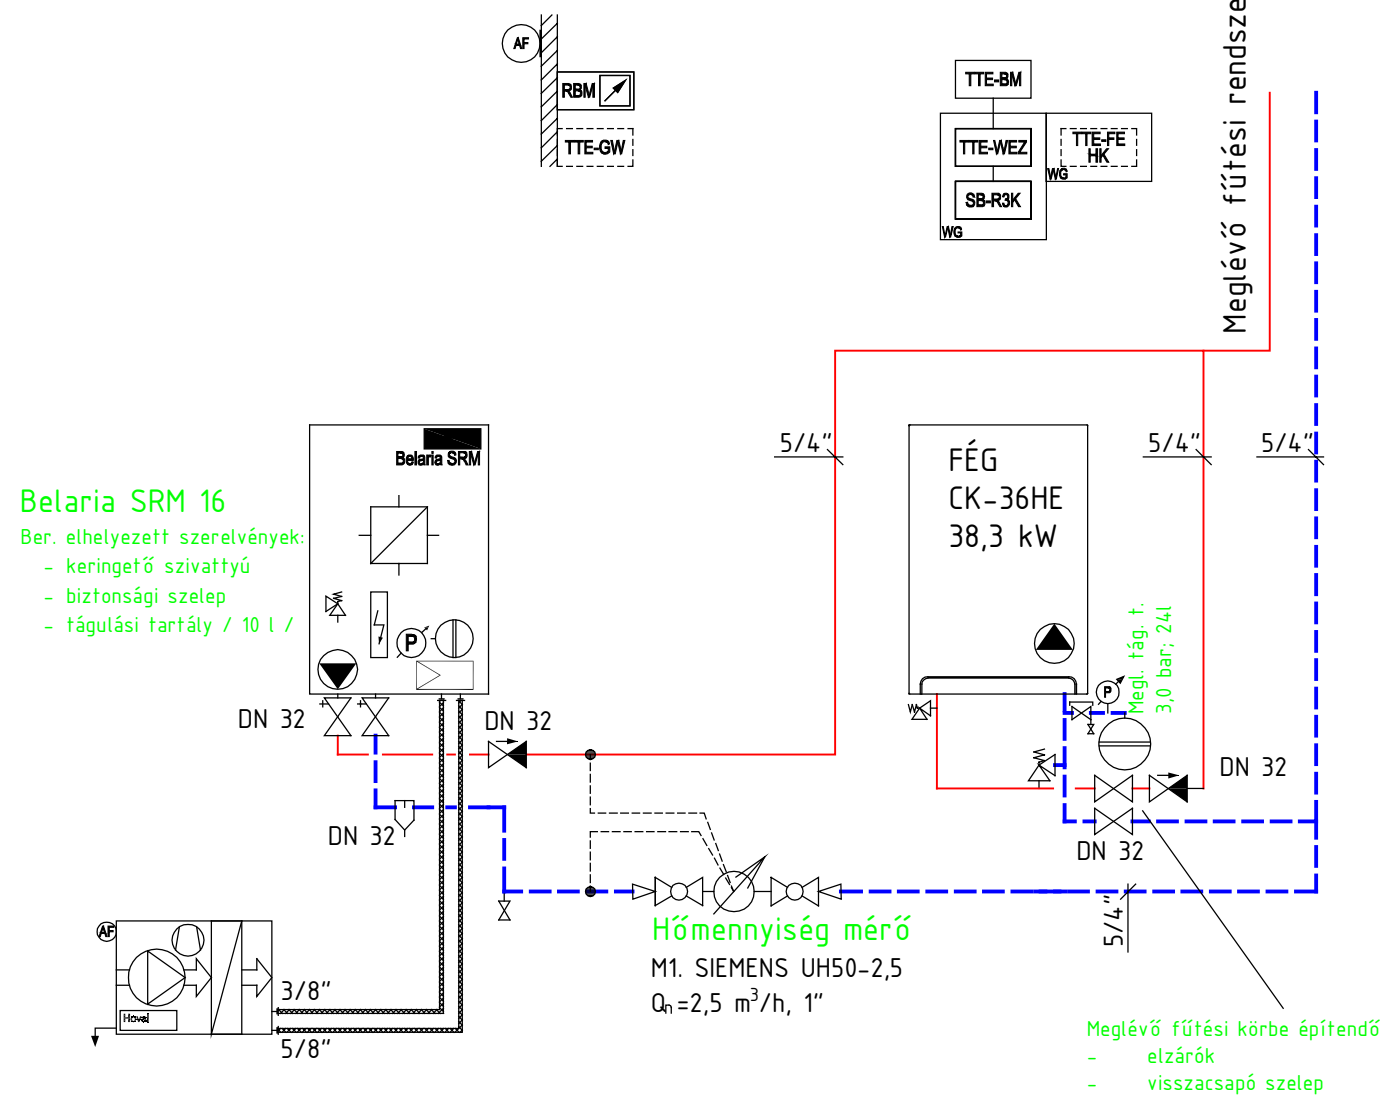 AF
RBM
TTE-GW
TTE-BM
TTE-WEZ
TTE-FE
HK
WG
SB-R3K
WG
Meglévő fűtési rendsze
5/4"
5/4"
5/4"
Belaria SRM
FÉG
CK-36HE
38,3 kW
Belaria SRM 16
Ber. elhelyezett szerelvények:
- keringető szivattyú
- biztonsági szelep
- tágulási tartály / 10 l /
P
Megl. tág. t.
3,0 bar; 24l
P
DN 32
DN 32
DN 32
DN 32
DN 32
5/4"
Hőmennyiség mérő
M1. SIEMENS UH50-2,5
Qn=2,5 m³/h, 1"
AF
Hoval
3/8"
5/8"
Meglévő fűtési körbe építendő
- elzárók
- visszacsapó szelep